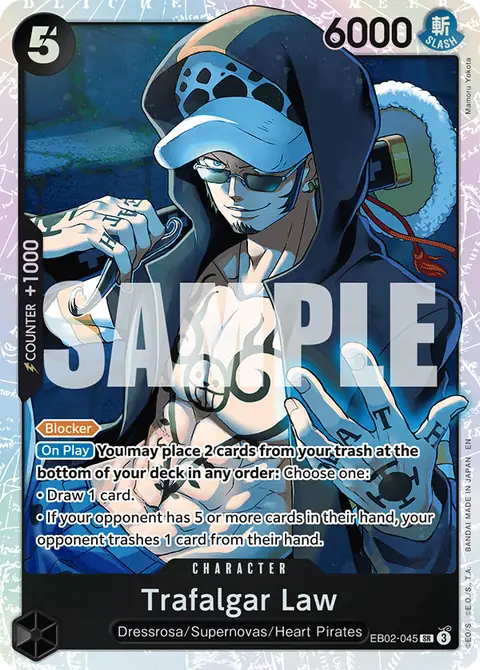 5
6000
斬
SLASH
Mamoru Yokota
COUNTER +1000
SAMPLE
D E A T H
Blocker
On Play You may place 2 cards from your trash at the
bottom of your deck in any order: Choose one:
• Draw 1 card.
• If your opponent has 5 or more cards in their hand, your
opponent trashes 1 card from their hand.
CHARACTER
Trafalgar Law
Dressrosa/Supernovas/Heart Pirates
EB02-045 SR 3
©E.O./S., T.A. BANDAI MADE IN JAPAN EN